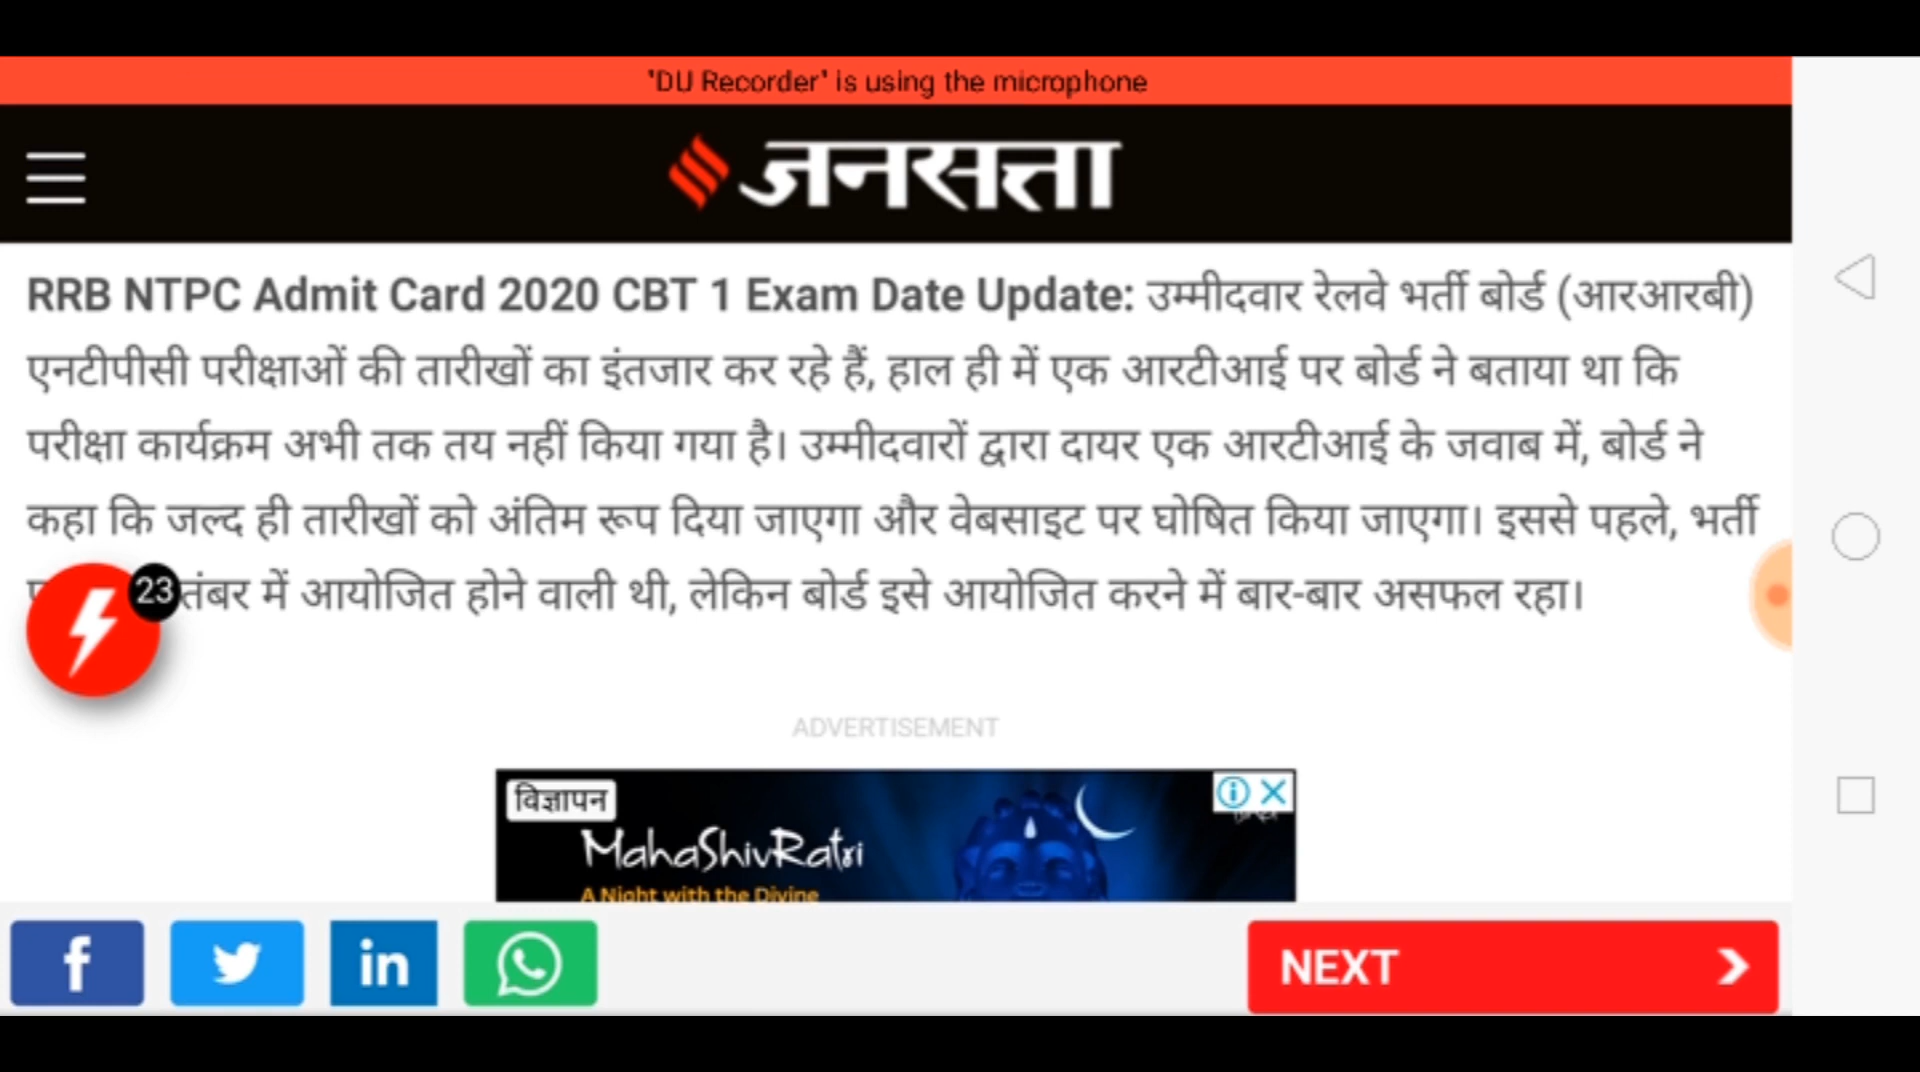 'DU Recorder' is using the microphone
जनसत्ता
RRB NTPC Admit Card 2020 CBT 1 Exam Date Update: उम्मीदवार रेलवे भर्ती बोर्ड (आरआरबी)
एनटीपीसी परीक्षाओं की तारीखों का इंतजार कर रहे हैं, हाल ही में एक आरटीआई पर बोर्ड ने बताया था कि
परीक्षा कार्यक्रम अभी तक तय नहीं किया गया है। उम्मीदवारों द्वारा दायर एक आरटीआई के जवाब में, बोर्ड ने
कहा कि जल्द ही तारीखों को अंतिम रूप दिया जाएगा और वेबसाइट पर घोषित किया जाएगा। इससे पहले, भर्ती
23
में आयोजित होने वाली थी, लेकिन बोर्ड इसे आयोजित करने में बार-बार असफल रहा।
ADVERTISEMENT
विज्ञापन
MahaShivRatri
A Night with the Divine
f
in
NEXT